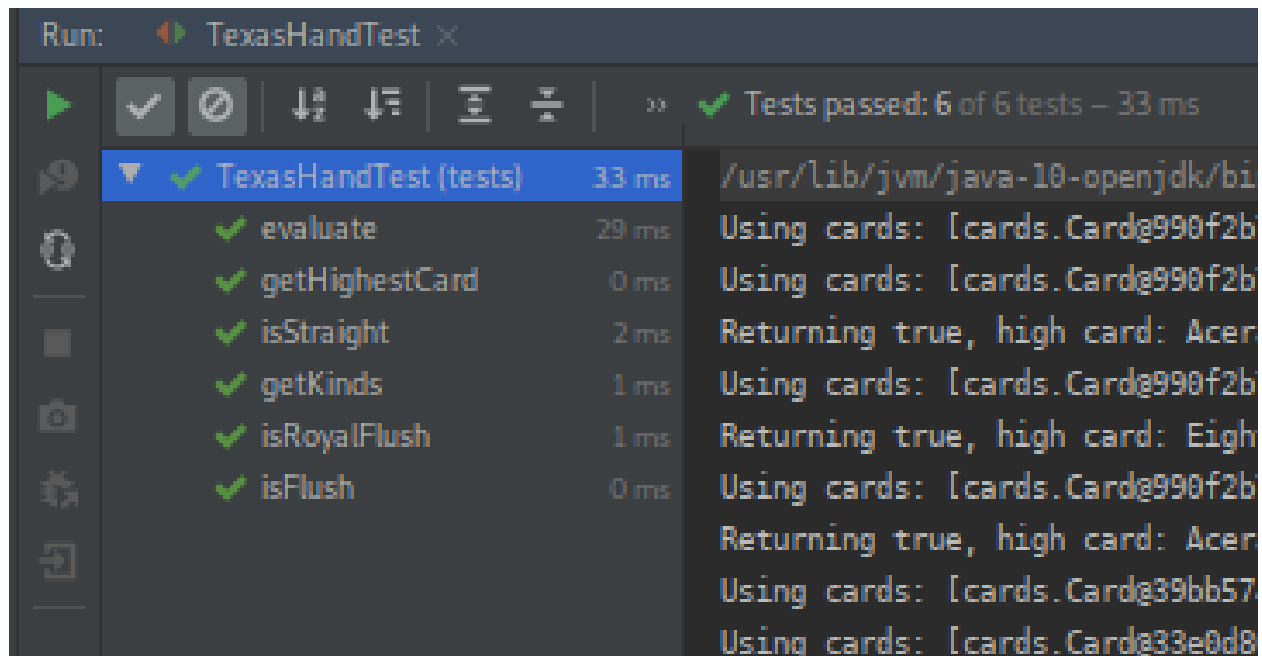 Run: TexasHandTest
» Tests passed: 6 of 6 tests – 33 ms
TexasHandTest (tests) 33 ms
evaluate 29 ms
getHighestCard 0 ms
isStraight 2 ms
getKinds 1 ms
isRoyalFlush 1 ms
isFlush 0 ms
/usr/lib/jvm/java-10-openjdk/bi
Using cards: [cards.Card@990f2b
Using cards: [cards.Card@990f2b
Returning true, high card: Acer
Using cards: [cards.Card@990f2b
Returning true, high card: Eigh
Using cards: [cards.Card@990f2b
Returning true, high card: Acer
Using cards: [cards.Card@39bb57
Using cards: [cards.Card@33e0d8